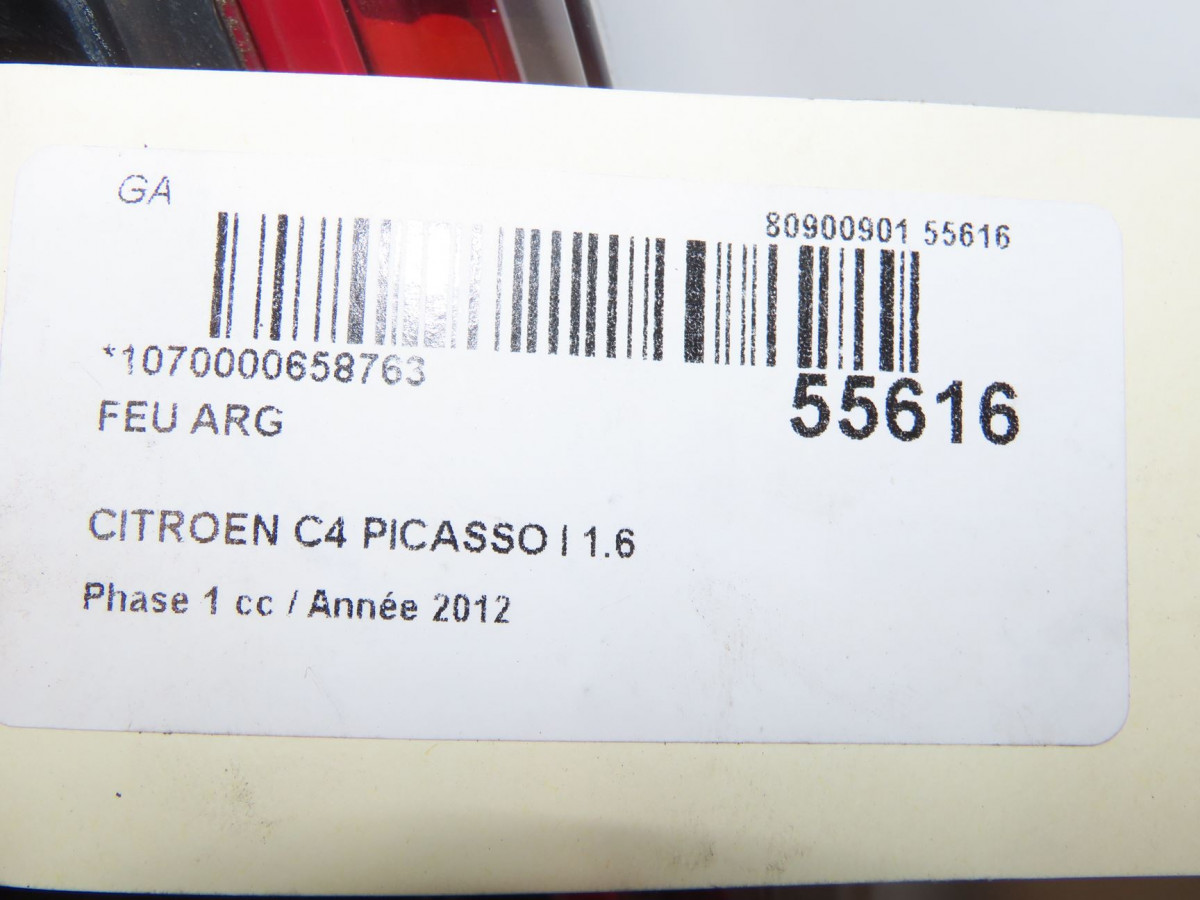 GA
80900901 55616
*1070000658763
55616
FEU ARG
CITROEN C4 PICASSO I 1.6
Phase 1 cc / Année 2012